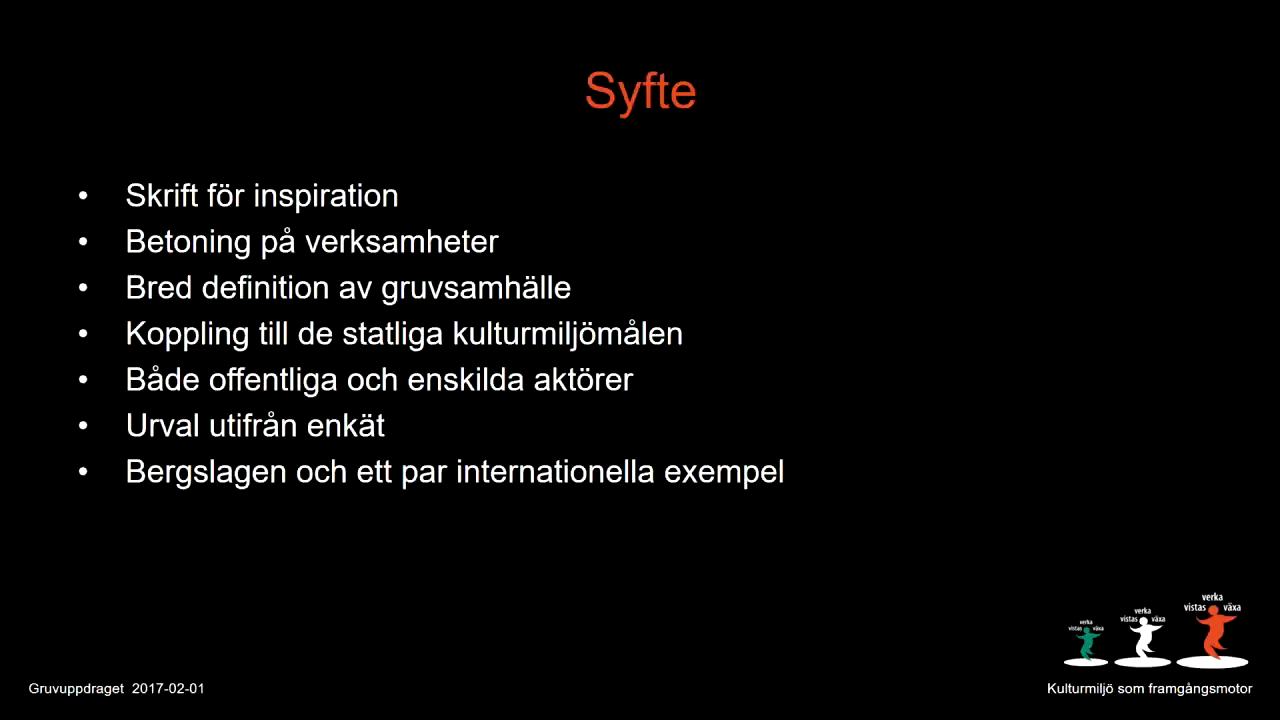 Syfte
• Skrift för inspiration
• Betoning på verksamheter
• Bred definition av gruvsamhälle
• Koppling till de statliga kulturmiljömålen
• Både offentliga och enskilda aktörer
• Urval utifrån enkät
• Bergslagen och ett par internationella exempel
verka
vistas växa
verka
vistas växa
verka
vistas växa
Gruvuppdraget 2017-02-01
Kulturmiljö som framgångsmotor